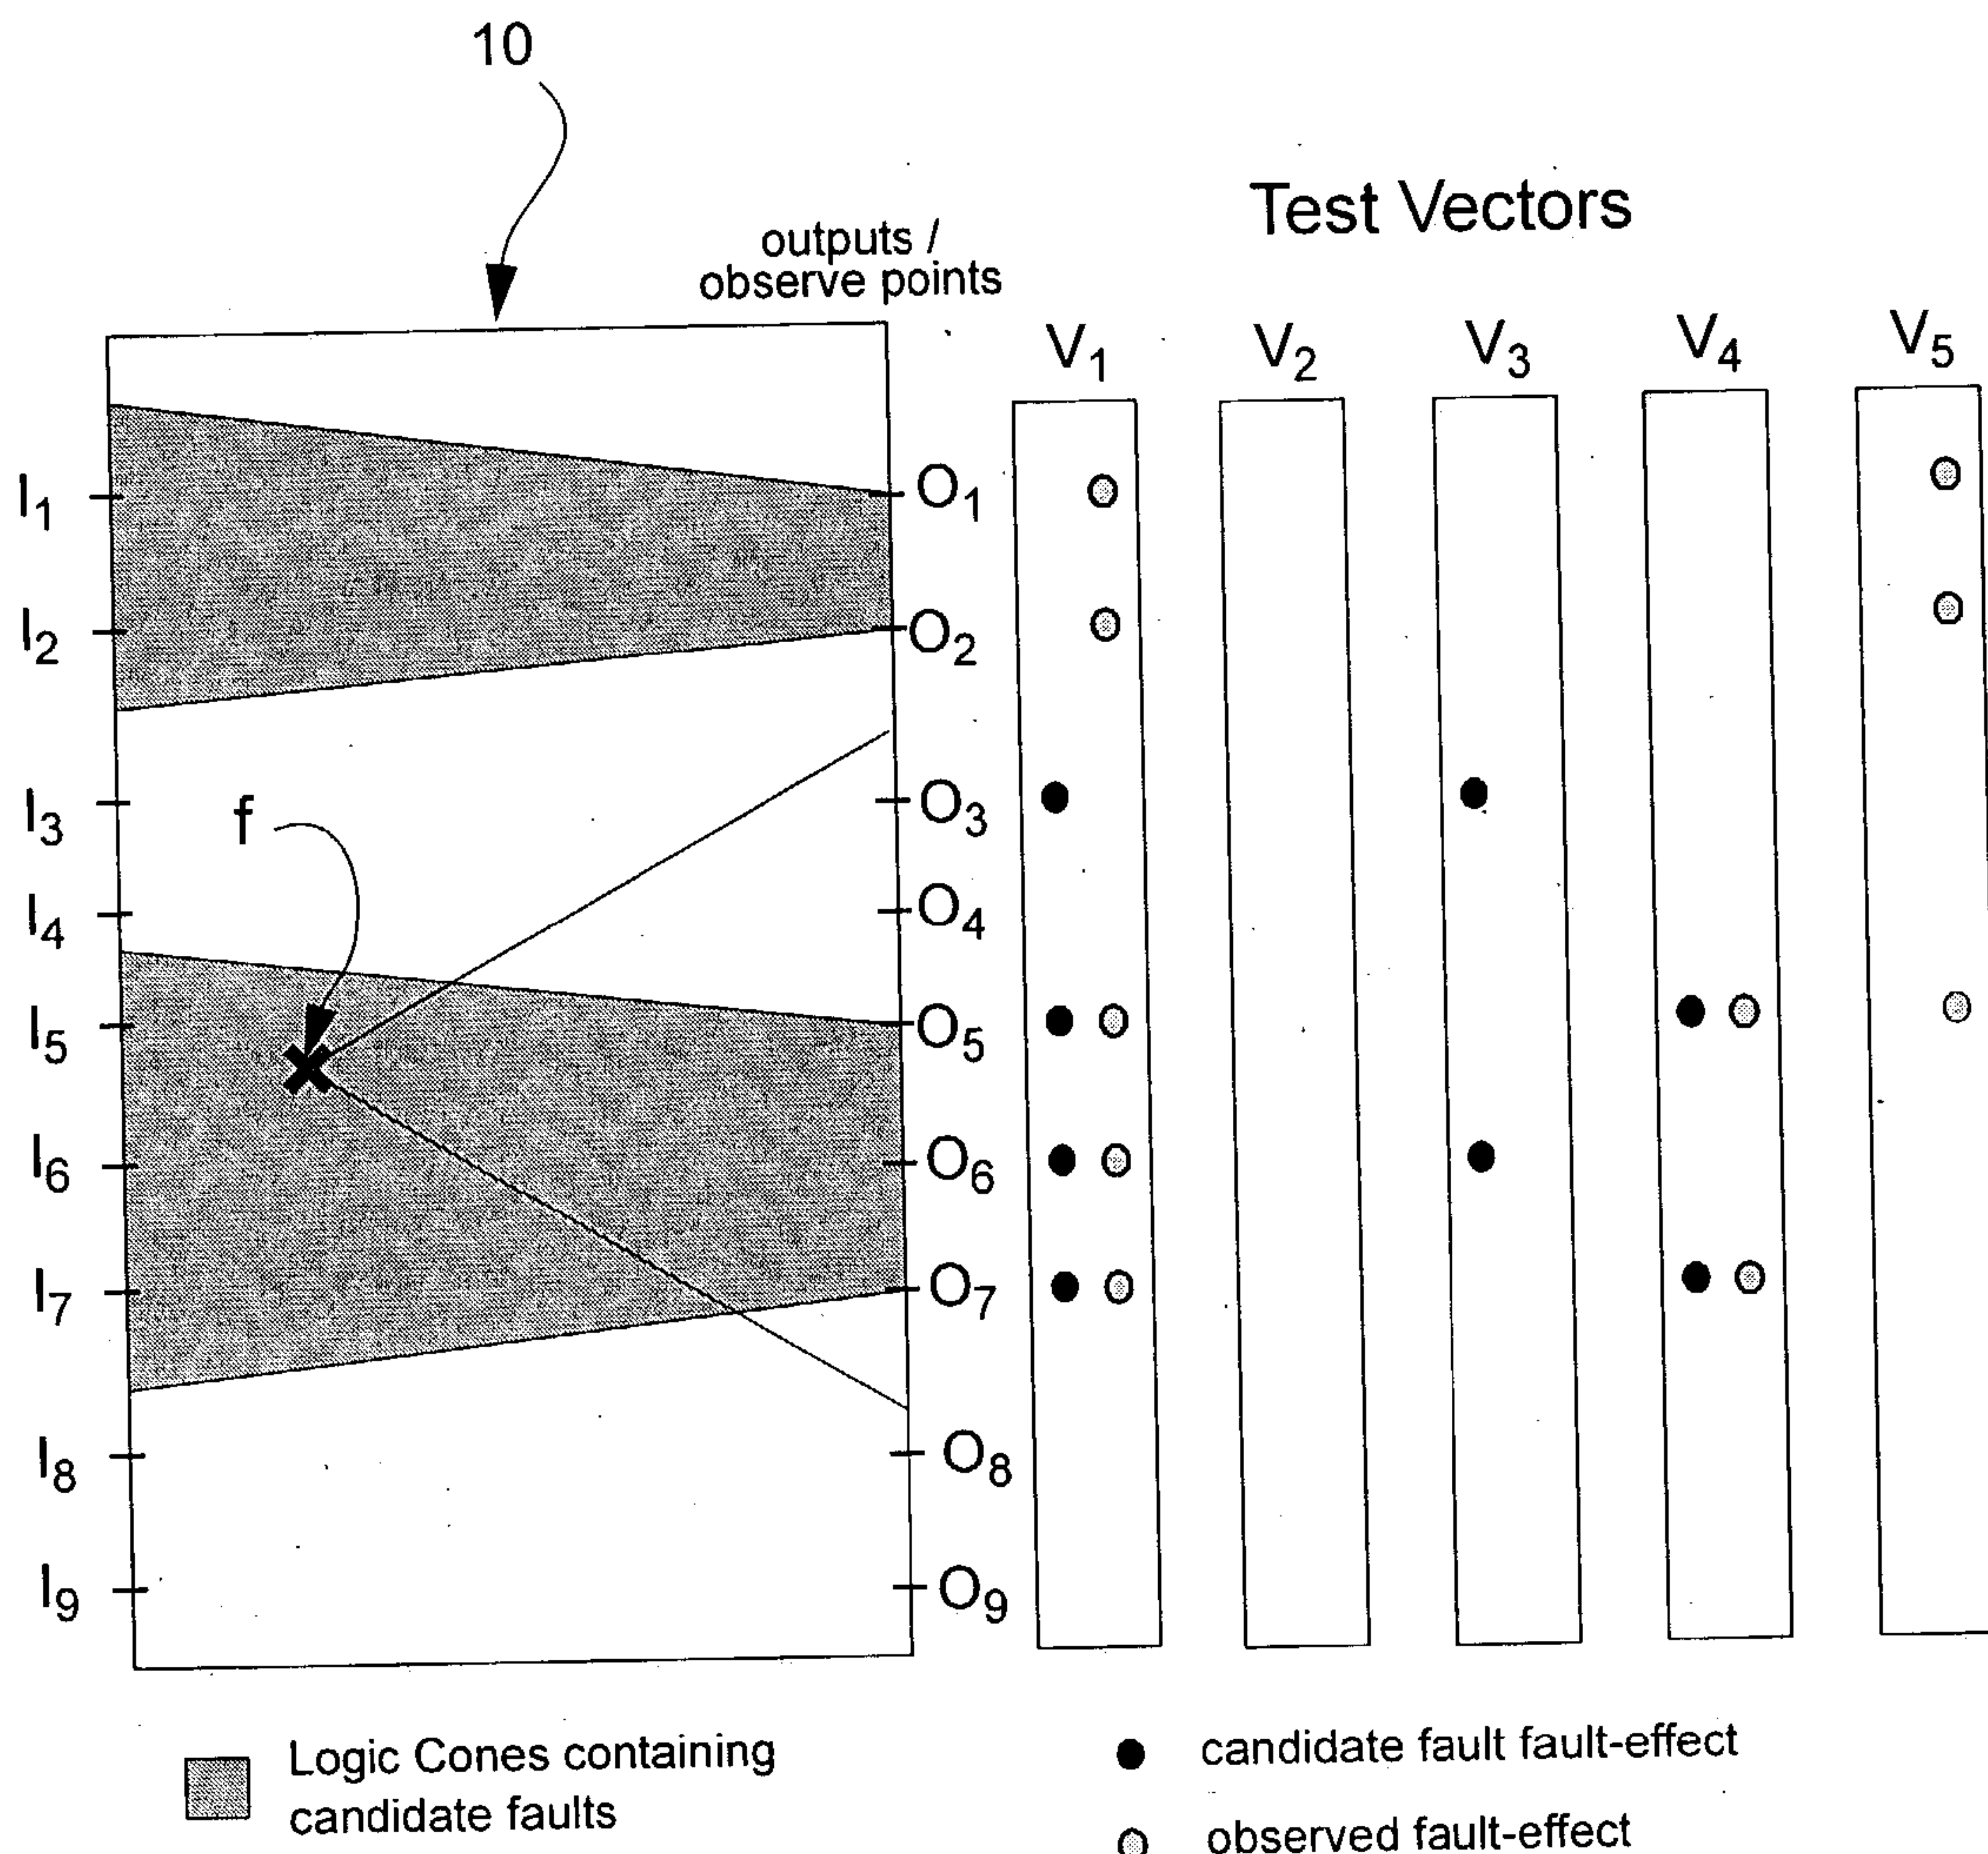 10
outputs /
observe points
Test Vectors
V1 V2 V3 V4 V5
I1 O1
I2 O2
I3 f O3
I4 O4
I5 O5
I6 O6
I7 O7
I8 O8
I9 O9
Logic Cones containing
candidate faults
candidate fault fault-effect
observed fault-effect